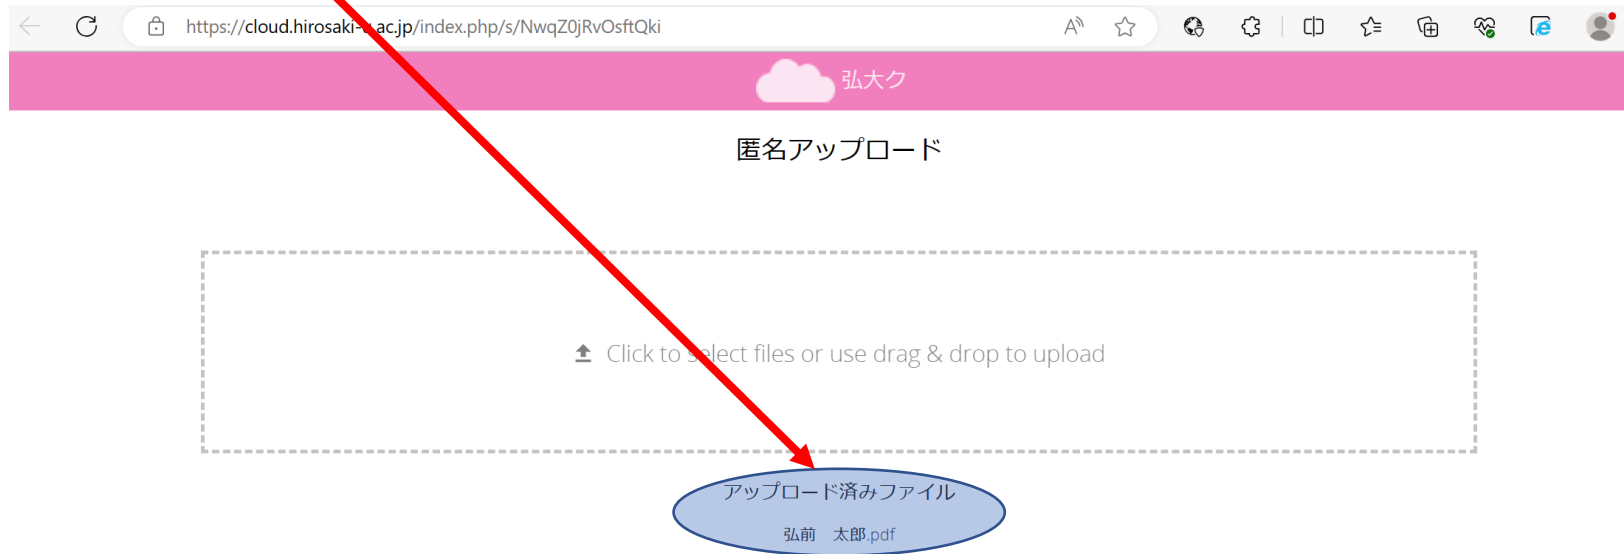 https://cloud.hirosaki-u.ac.jp/index.php/s/NwqZ0jRvOsftQki
弘大ク
匿名アップロード
Click to select files or use drag & drop to upload
アップロード済みファイル
弘前　太郎.pdf